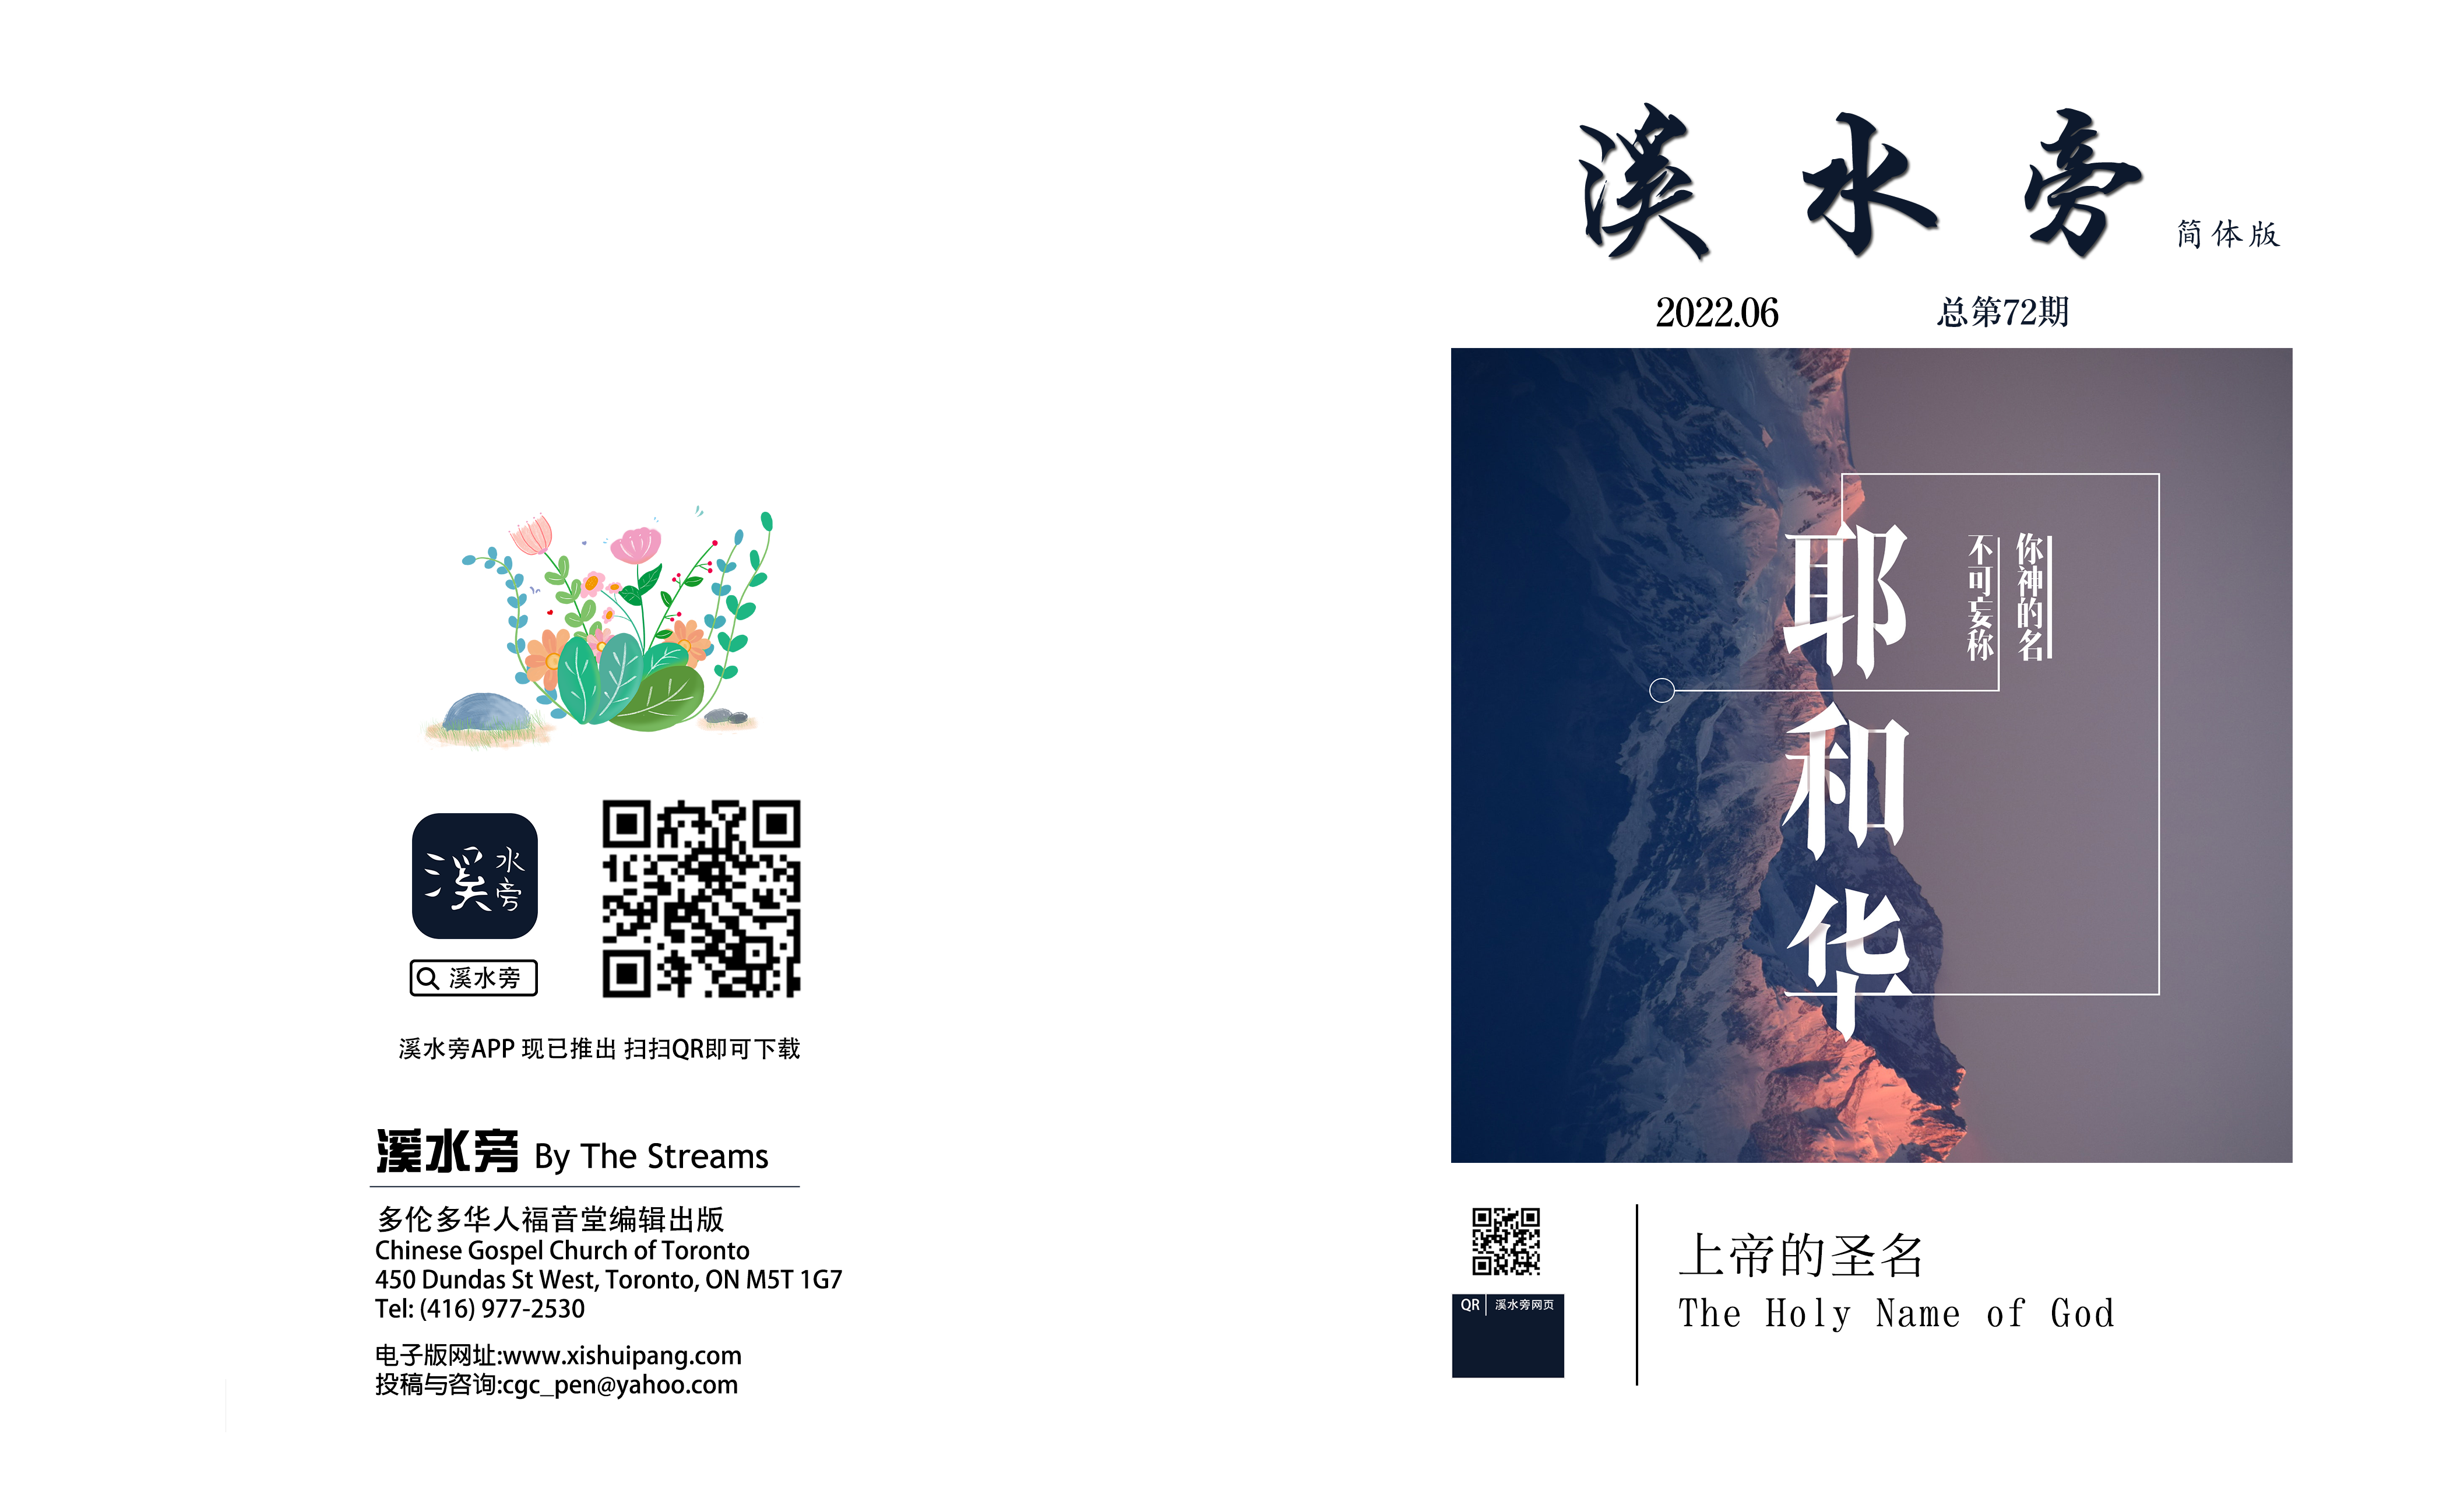 溪水旁
溪水旁
溪水旁APP 现已推出 扫扫QR即可下载
溪水旁 By The Streams
多伦多华人福音堂编辑出版
Chinese Gospel Church of Toronto
450 Dundas St West, Toronto, ON M5T 1G7
Tel: (416) 977-2530
电子版网址:www.xishuipang.com
投稿与咨询:cgc_pen@yahoo.com
溪水旁
简体版
2022.06
总第72期
你神的名
不可妄称
耶和华
QR 溪水旁网页
上帝的圣名
The Holy Name of God